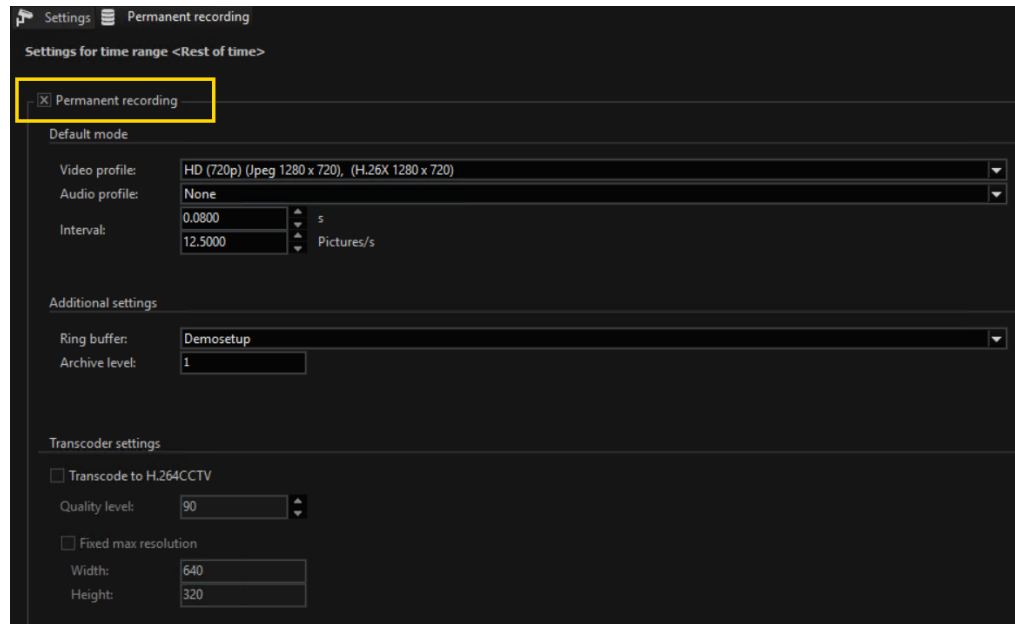 Settings Permanent recording
Settings for time range <Rest of time>
Permanent recording
Default mode
Video profile: HD (720p) (Jpeg 1280 x 720), (H.26X 1280 x 720)
Audio profile: None
Interval: 0.0800 s
12.5000 Pictures/s
Additional settings
Ring buffer: Demosetup
Archive level: 1
Transcoder settings
Transcode to H.264CCTV
Quality level: 90
Fixed max resolution
Width: 640
Height: 320